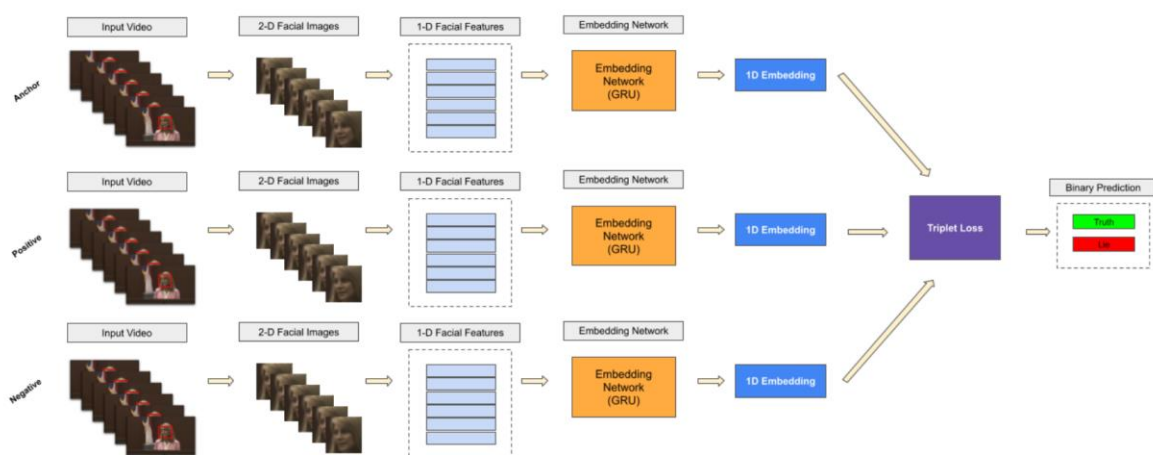 Input Video
2-D Facial Images
1-D Facial Features
Embedding Network
Anchor
Embedding
Network
(GRU)
1D Embedding
Input Video
2-D Facial Images
1-D Facial Features
Embedding Network
Binary Prediction
Positive
Embedding
Network
(GRU)
1D Embedding
Triplet Loss
Truth
Lie
Input Video
2-D Facial Images
1-D Facial Features
Embedding Network
Negative
Embedding
Network
(GRU)
1D Embedding